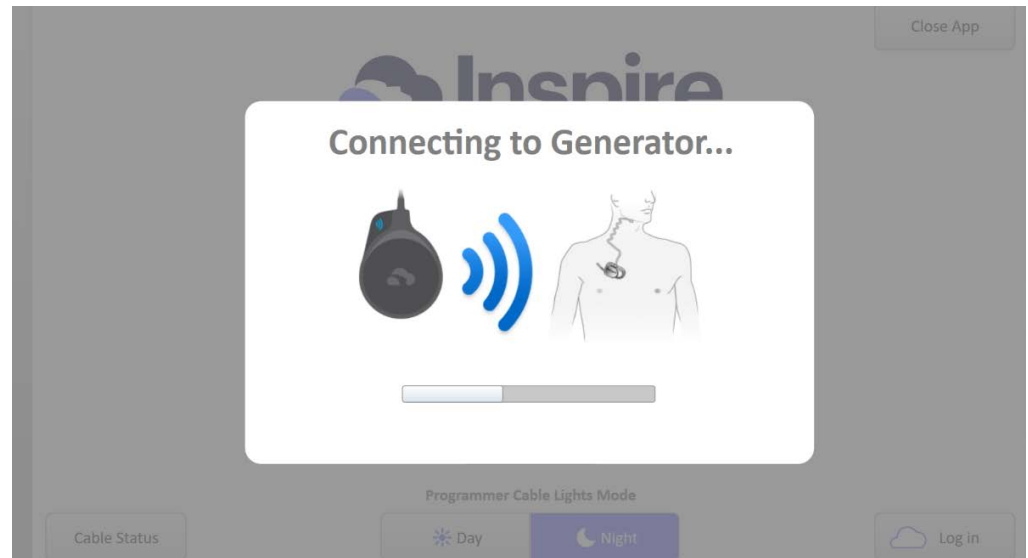 Close App
Inspire
Connecting to Generator...
Programmer Cable Lights Mode
Cable Status
Day
Night
Log in